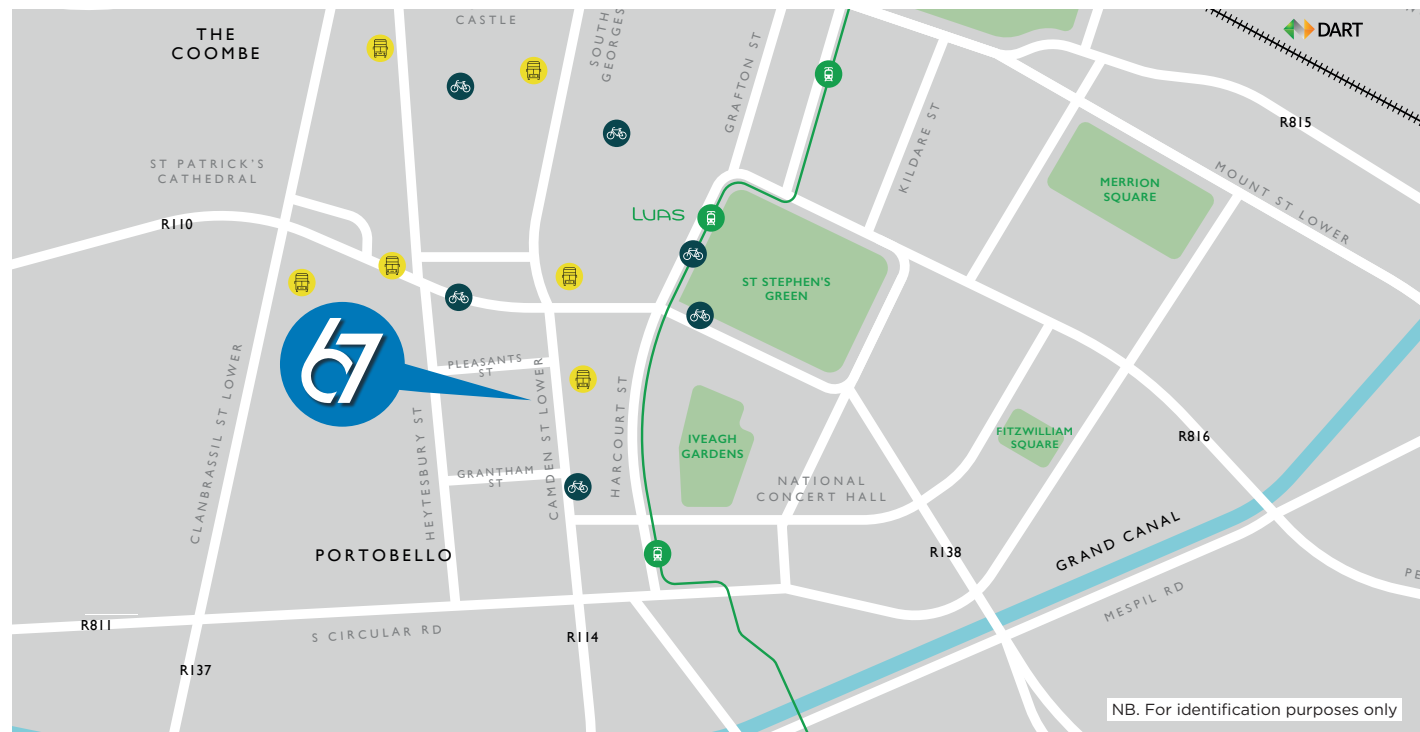 THE
COOMBE
CASTLE
SOUTH
GEORGES
GRAFTON ST
DART
KILDARE ST
R815
ST PATRICK'S
CATHEDRAL
MERRION
SQUARE
MOUNT ST LOWER
R110
LUAS
ST STEPHEN'S
GREEN
67
PLEASANTS
ST
CLANBRASSIL ST LOWER
HEYTESBURY ST
CAMDEN ST LOWER
HARCOURT ST
IVEAGH
GARDENS
FITZWILLIAM
SQUARE
R816
GRANTHAM
ST
NATIONAL
CONCERT HALL
PORTOBELLO
R138
GRAND CANAL
MESPIL RD
PE
R811
S CIRCULAR RD
R114
R137
NB. For identification purposes only